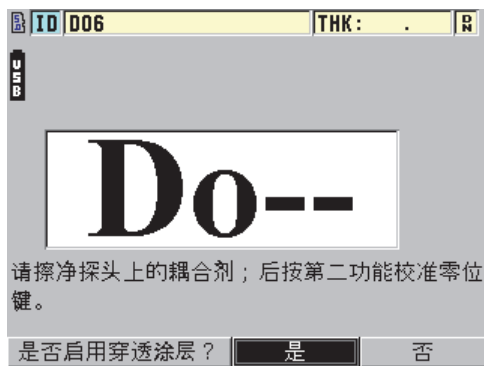 ID D06 THK: .
USB
Do--
请擦净探头上的耦合剂；后按第二功能校准零位
键。
是否启用穿透涂层？ 是 否